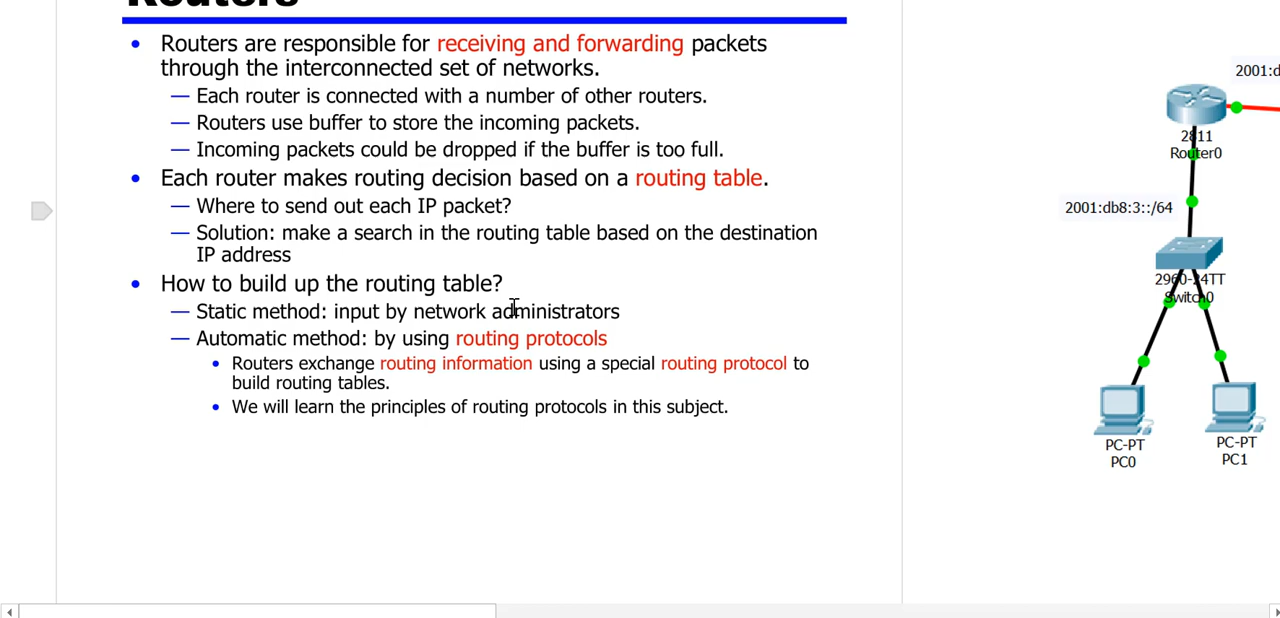 Routers
Routers are responsible for receiving and forwarding packets
through the interconnected set of networks.
— Each router is connected with a number of other routers.
— Routers use buffer to store the incoming packets.
— Incoming packets could be dropped if the buffer is too full.
Each router makes routing decision based on a routing table.
— Where to send out each IP packet?
— Solution: make a search in the routing table based on the destination
IP address
How to build up the routing table?
— Static method: input by network administrators
— Automatic method: by using routing protocols
Routers exchange routing information using a special routing protocol to
build routing tables.
We will learn the principles of routing protocols in this subject.
2001:d
2811
Router0
2001:db8:3::/64
2960-24TT
Switch0
PC-PT
PC0
PC-PT
PC1